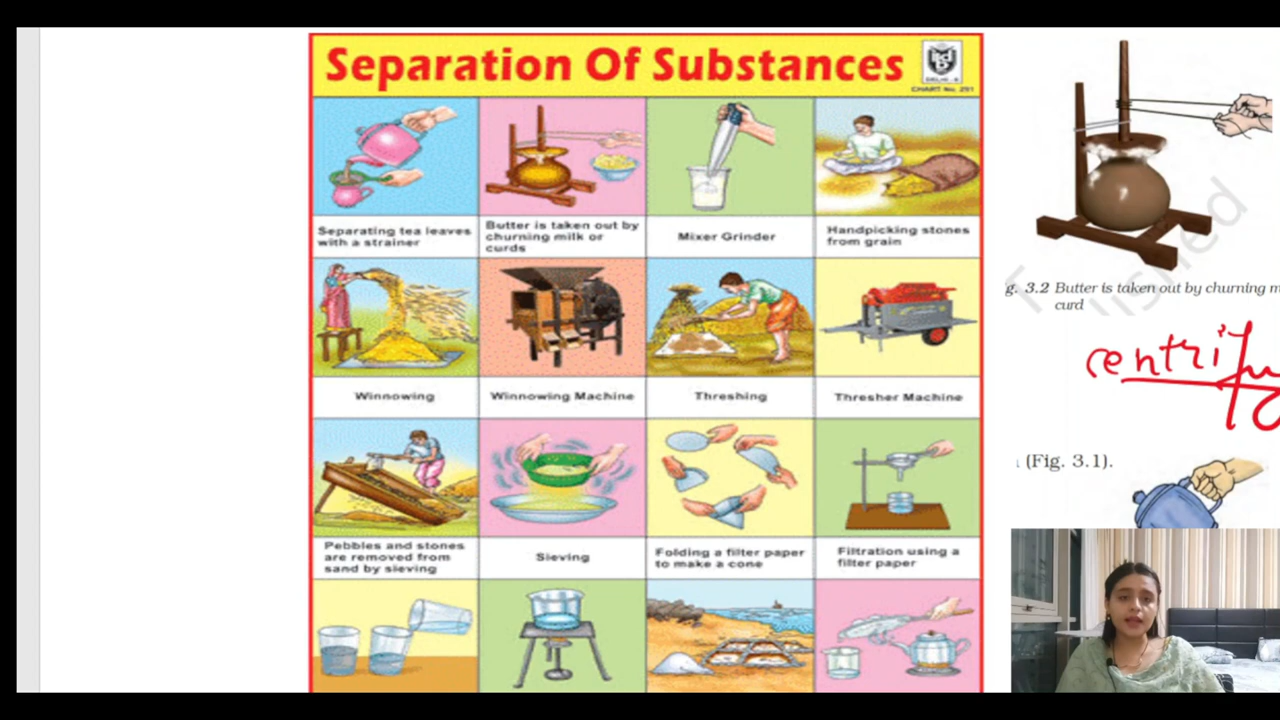 Separation Of Substances
CHART No. 251
Separating tea leaves
with a strainer
Butter is taken out by
churning milk or
curds
Mixer Grinder
Handpicking stones
from grain
Winnowing
Winnowing Machine
Threshing
Thresher Machine
Pebbles and stones
are removed from
sand by sieving
Sieving
Folding a filter paper
to make a cone
Filtration using a
filter paper
g. 3.2 Butter is taken out by churning m
curd
centrifu
(Fig. 3.1).